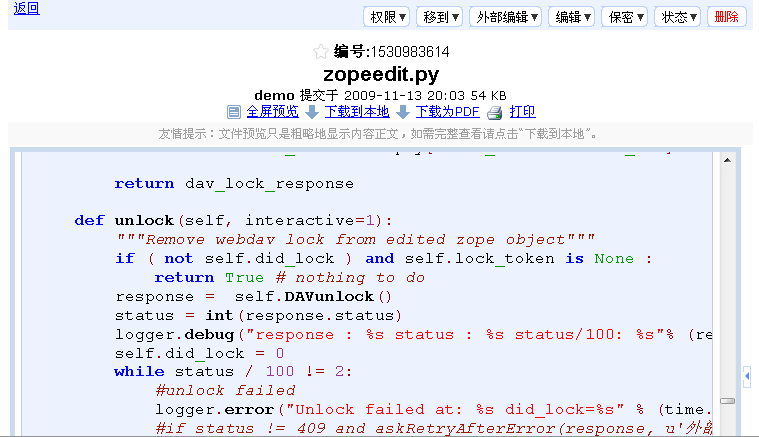 返回
权限▼ 移到▼ 外部编辑▼ 编辑▼ 保密▼ 状态▼ 删除
编号:1530983614
zopeedit.py
demo 提交于 2009-11-13 20:03 54 KB
全屏预览 下载到本地 下载为PDF 打印
友情提示：文件预览只是粗略地显示内容正文，如需完整查看请点击“下载到本地”。
return dav_lock_response
def unlock(self, interactive=1):
"""Remove webdav lock from edited zope object"""
if ( not self.did_lock ) and self.lock_token is None :
return True # nothing to do
response =  self.DAVunlock()
status = int(response.status)
logger.debug("response : %s status : %s status/100: %s"% (re
self.did_lock = 0
while status / 100 != 2:
#unlock failed
logger.error("Unlock failed at: %s did_lock=%s" % (time.
#if status != 409 and askRetryAfterError(response, u'外部